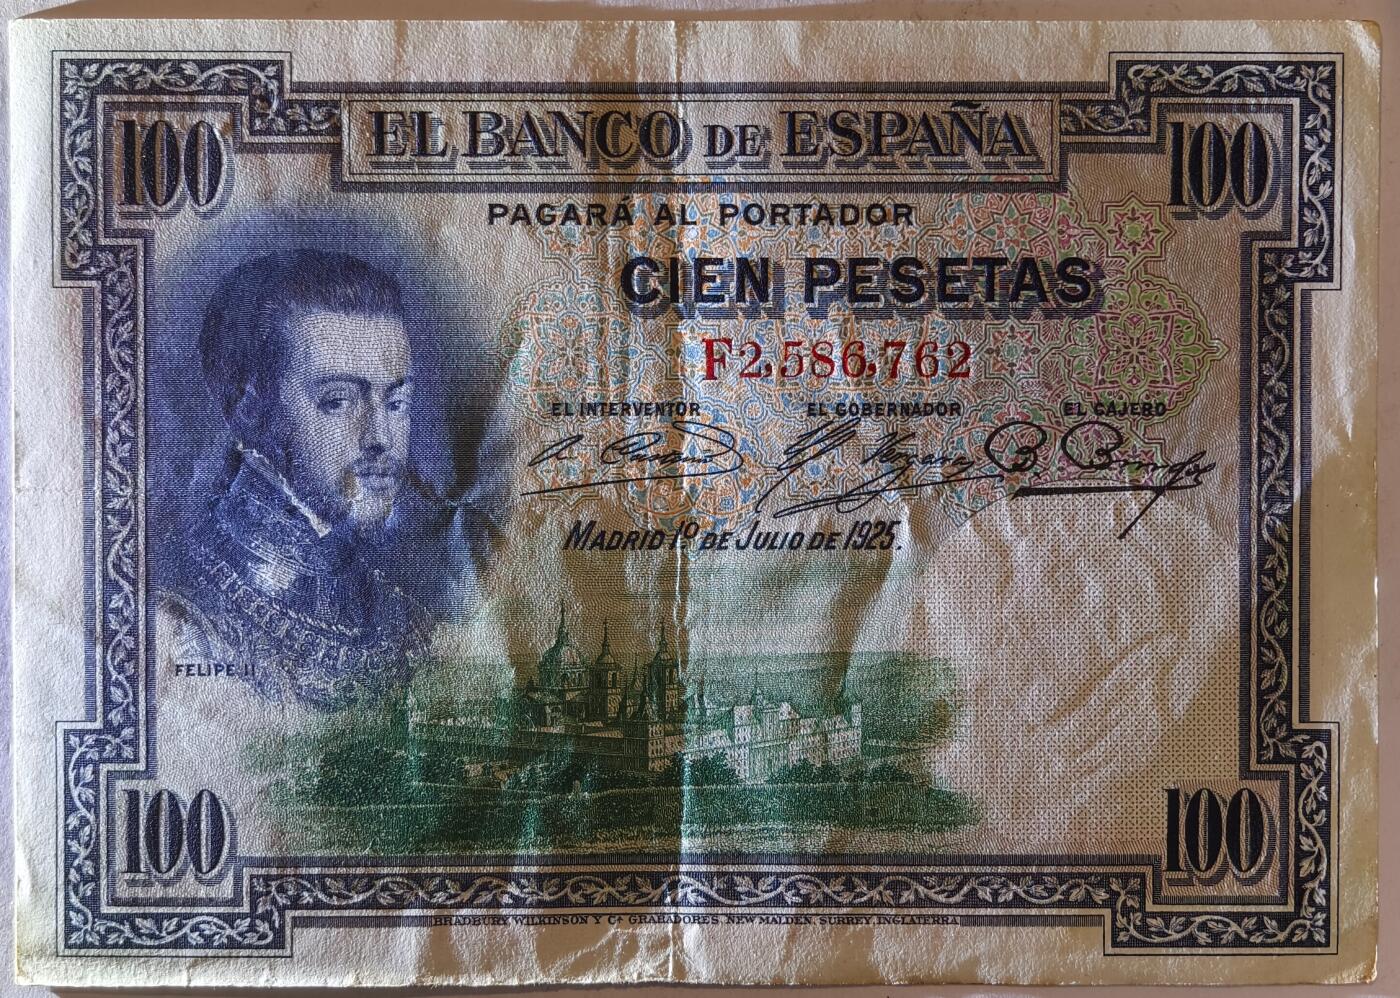 100
EL BANCO DE ESPAÑA
100
PAGARÁ AL PORTADOR
CIEN PESETAS
F2,586,762
EL INTERVENTOR EL GOBERNADOR EL CAJERO
MADRID 1º DE JULIO DE 1925.
FELIPE II
100
100
BRADBURY, WILKINSON Y Cª GRABADORES, NEW MALDEN, SURREY, INGLATERRA